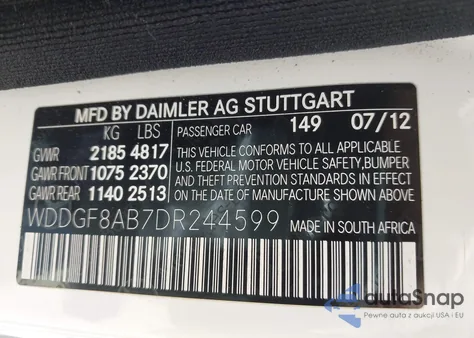 MFD BY DAIMLER AG STUTTGART
KG LBS PASSENGER CAR 149 07/12
GVWR 2185 4817 THIS VEHICLE CONFORMS TO ALL APPLICABLE
GAWR FRONT 1075 2370 U.S. FEDERAL MOTOR VEHICLE SAFETY, BUMPER
GAWR REAR 1140 2513 AND THEFT PREVENTION STANDARDS IN EFFECT
ON THE DATE OF MANUFACTURE SHOWN ABOVE.
WDDGF8AB7DR244599 MADE IN SOUTH AFRICA
autoSnap
Pewne auta z USA i EU